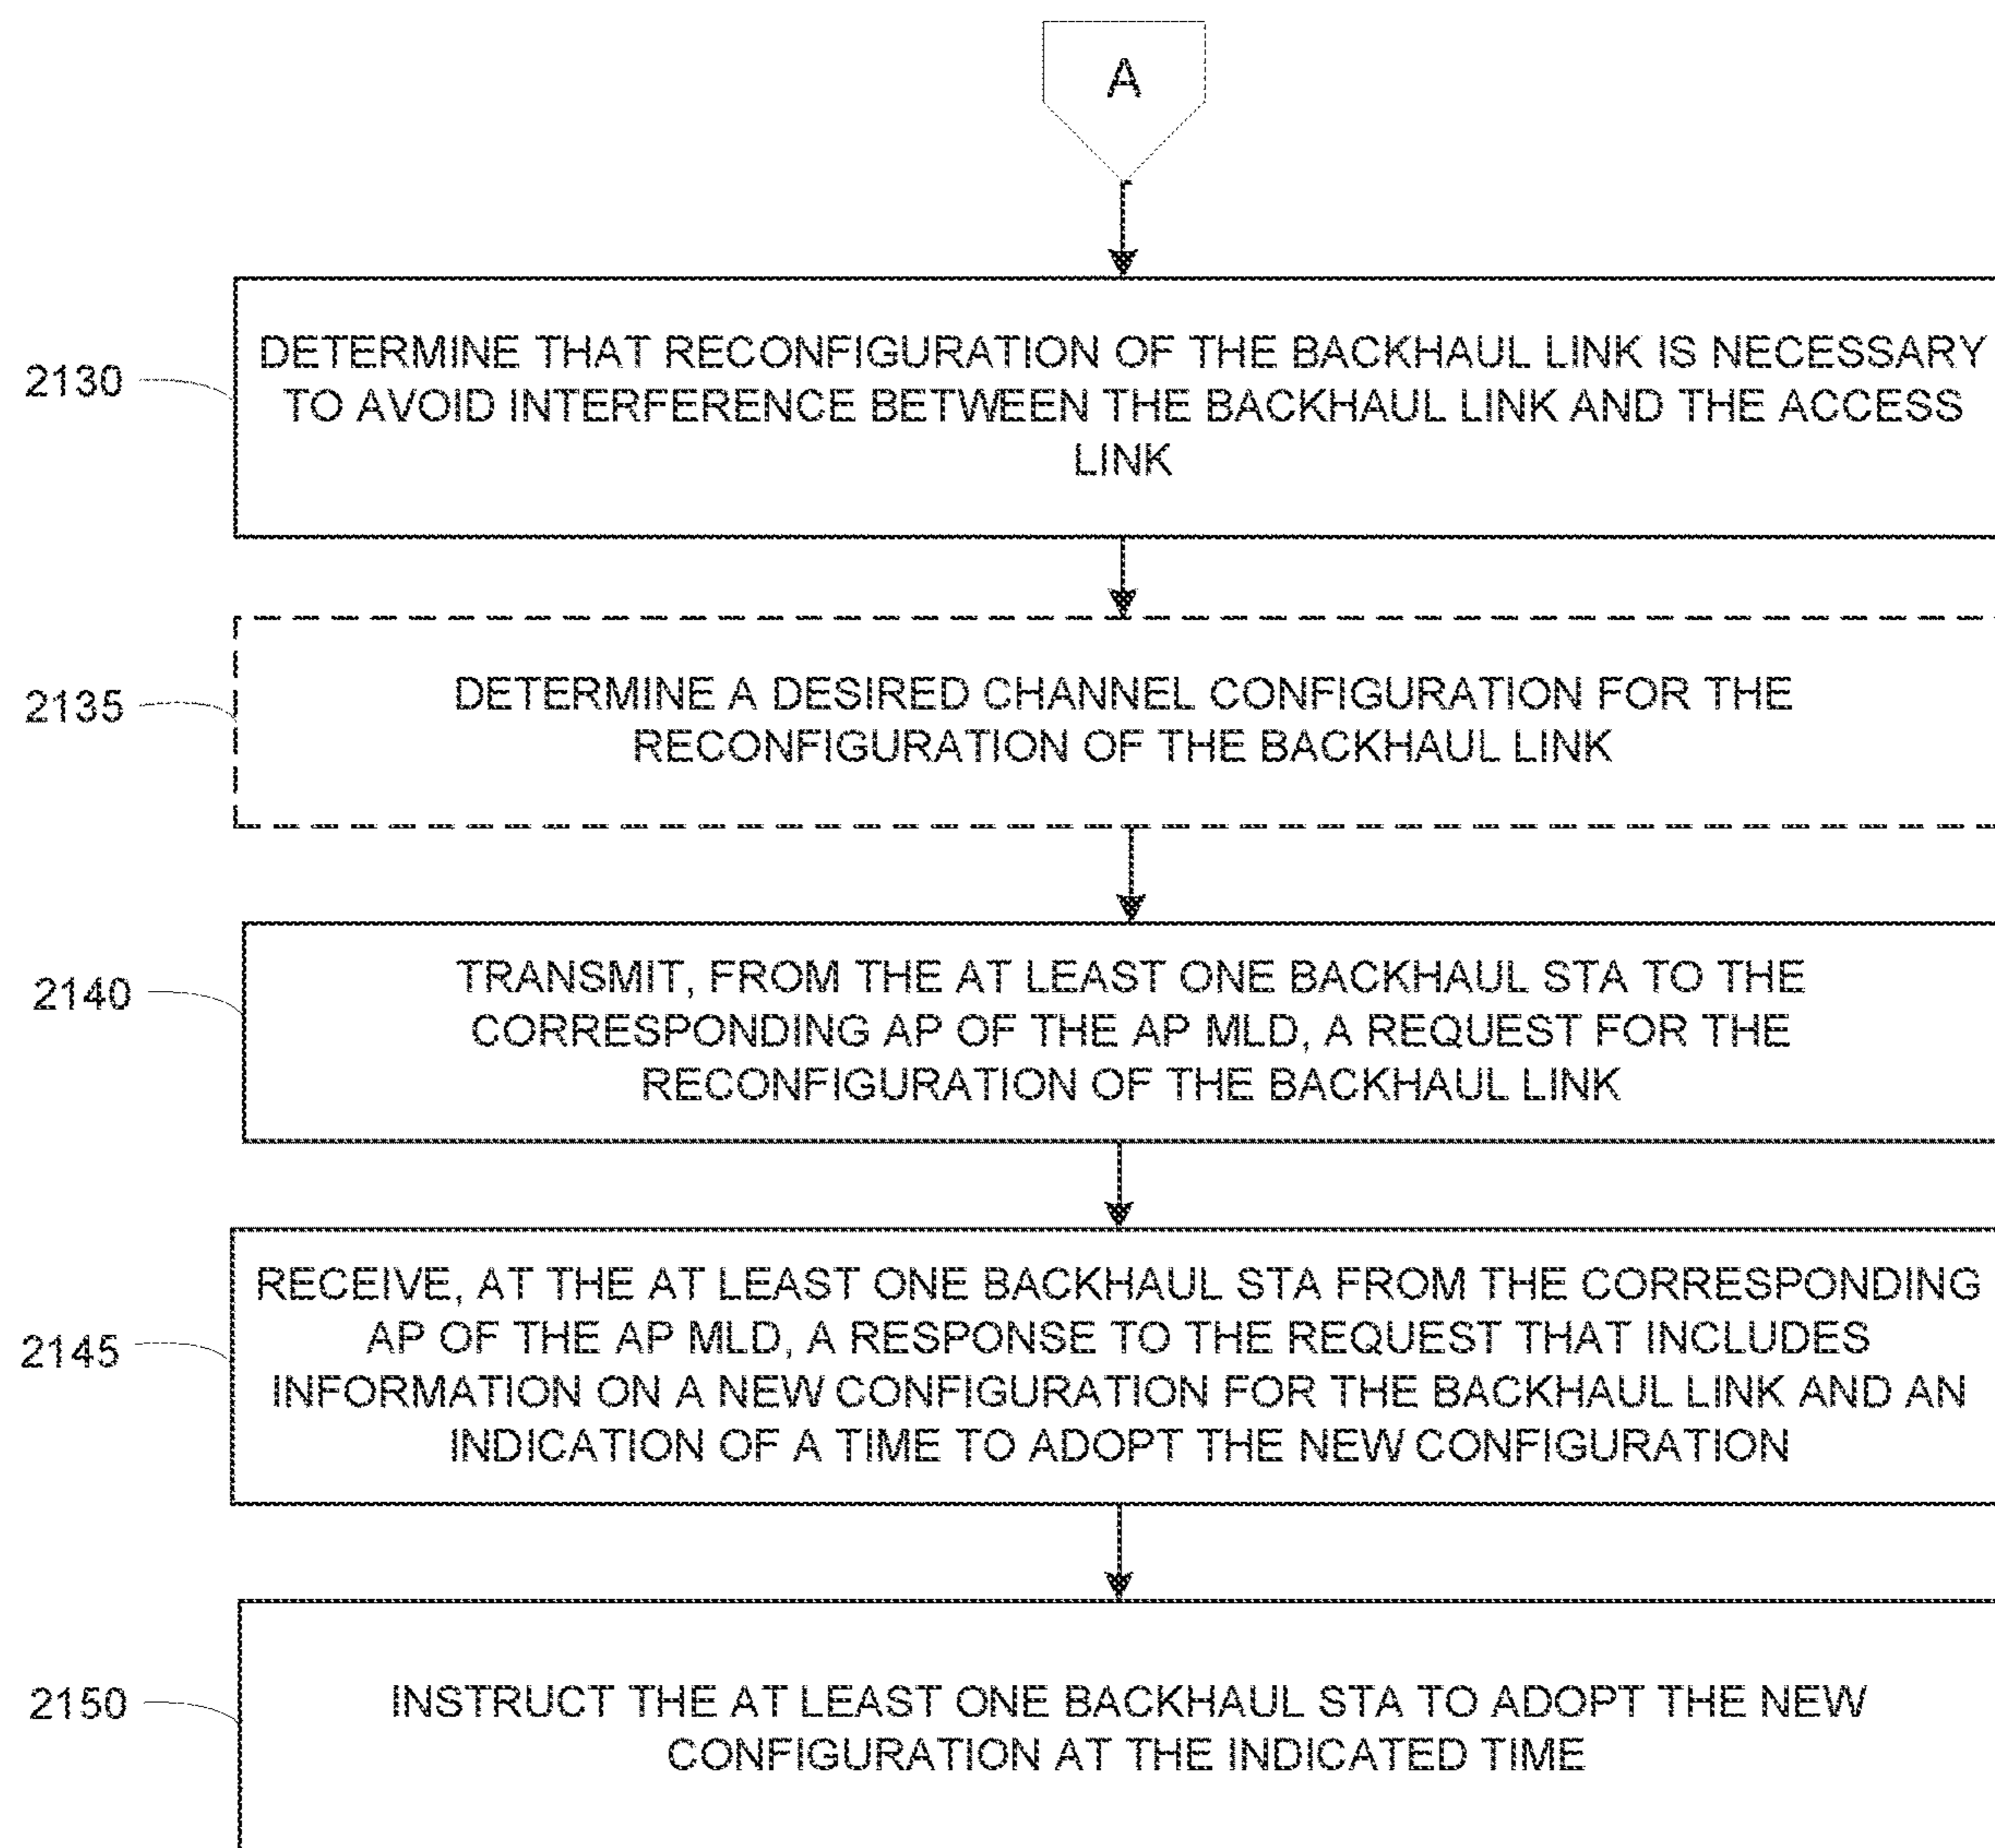 A
2130
DETERMINE THAT RECONFIGURATION OF THE BACKHAUL LINK IS NECESSARY
TO AVOID INTERFERENCE BETWEEN THE BACKHAUL LINK AND THE ACCESS
LINK
2135
DETERMINE A DESIRED CHANNEL CONFIGURATION FOR THE
RECONFIGURATION OF THE BACKHAUL LINK
2140
TRANSMIT, FROM THE AT LEAST ONE BACKHAUL STA TO THE
CORRESPONDING AP OF THE AP MLD, A REQUEST FOR THE
RECONFIGURATION OF THE BACKHAUL LINK
2145
RECEIVE, AT THE AT LEAST ONE BACKHAUL STA FROM THE CORRESPONDING
AP OF THE AP MLD, A RESPONSE TO THE REQUEST THAT INCLUDES
INFORMATION ON A NEW CONFIGURATION FOR THE BACKHAUL LINK AND AN
INDICATION OF A TIME TO ADOPT THE NEW CONFIGURATION
2150
INSTRUCT THE AT LEAST ONE BACKHAUL STA TO ADOPT THE NEW
CONFIGURATION AT THE INDICATED TIME